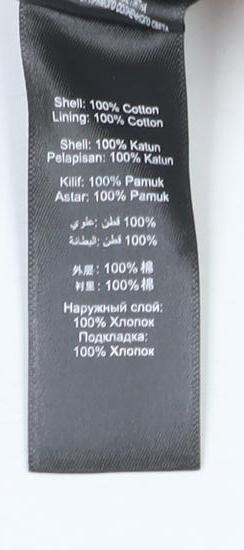 Shell: 100% Cotton
Lining: 100% Cotton
Shell: 100% Katun
Pelapisan: 100% Katun
Kilif: 100% Pamuk
Astar: 100% Pamuk
100% قطن :علوي
100% قطن :البطانة
外层: 100%棉
衬里: 100%棉
Наружный слой:
100% Хлопок
Подкладка:
100% Хлопок